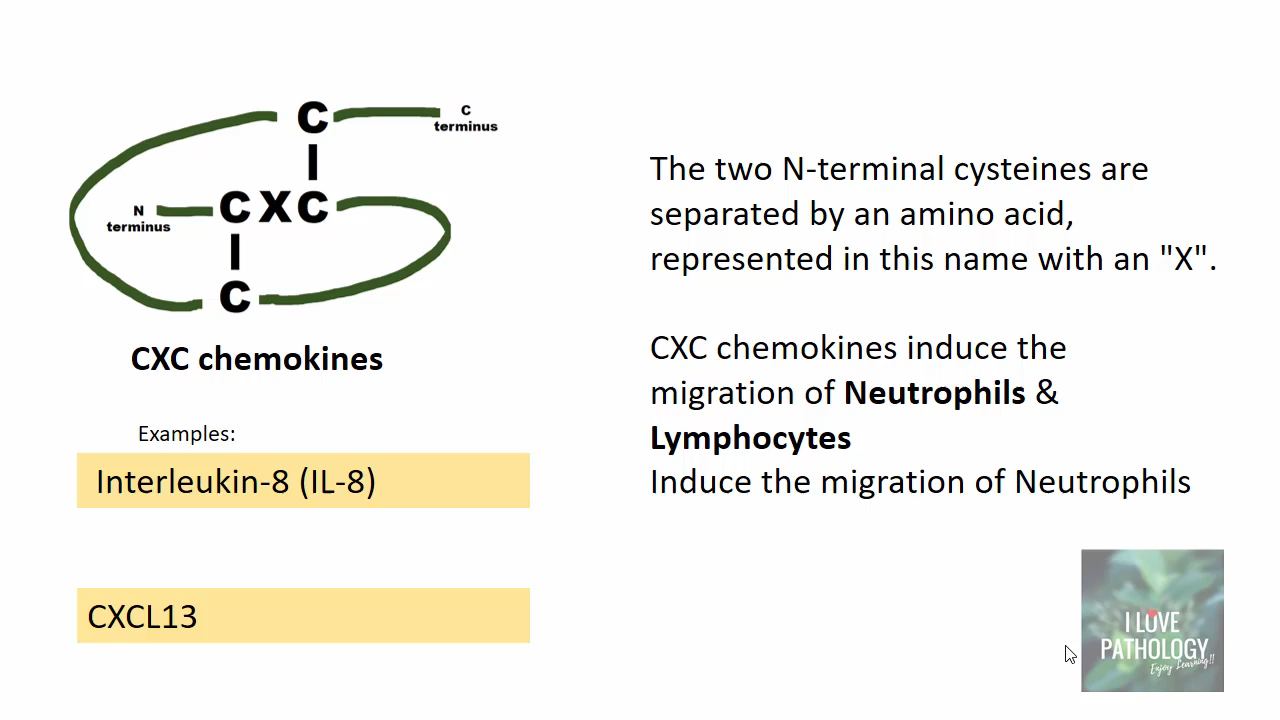 C
C
terminus
I
N
terminus
CXC
I
C
CXC chemokines
Examples:
Interleukin-8 (IL-8)
CXCL13
The two N-terminal cysteines are
separated by an amino acid,
represented in this name with an "X".
CXC chemokines induce the
migration of Neutrophils &
Lymphocytes
Induce the migration of Neutrophils
I LOVE
PATHOLOGY
Enjoy Learning!!